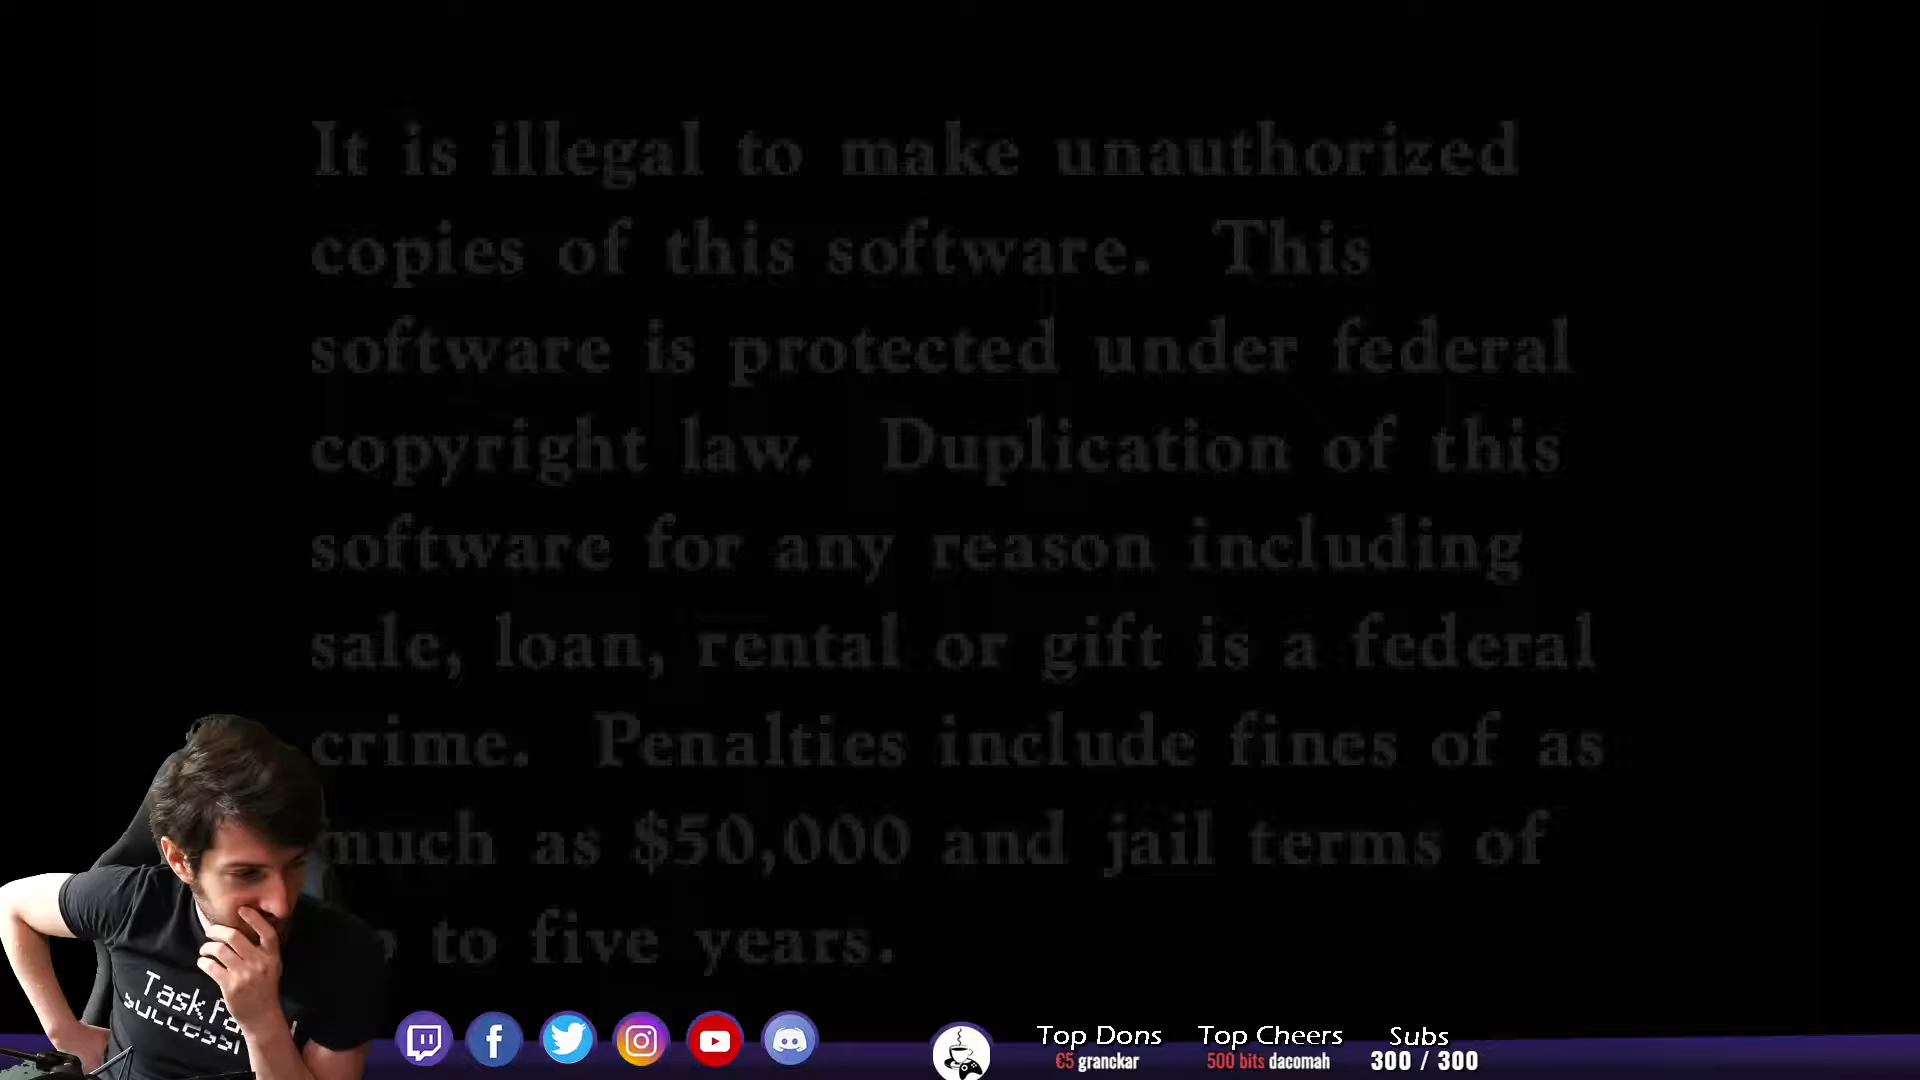 It is illegal to make unauthorized
copies of this software. This
software is protected under federal
copyright law. Duplication of this
software for any reason including
sale, loan, rental or gift is a federal
crime. Penalties include fines of as
much as $50,000 and jail terms of
to five years.
Task
successf
Top Dons
€5 granckar
Top Cheers
500 bits dacomah
Subs
300 / 300